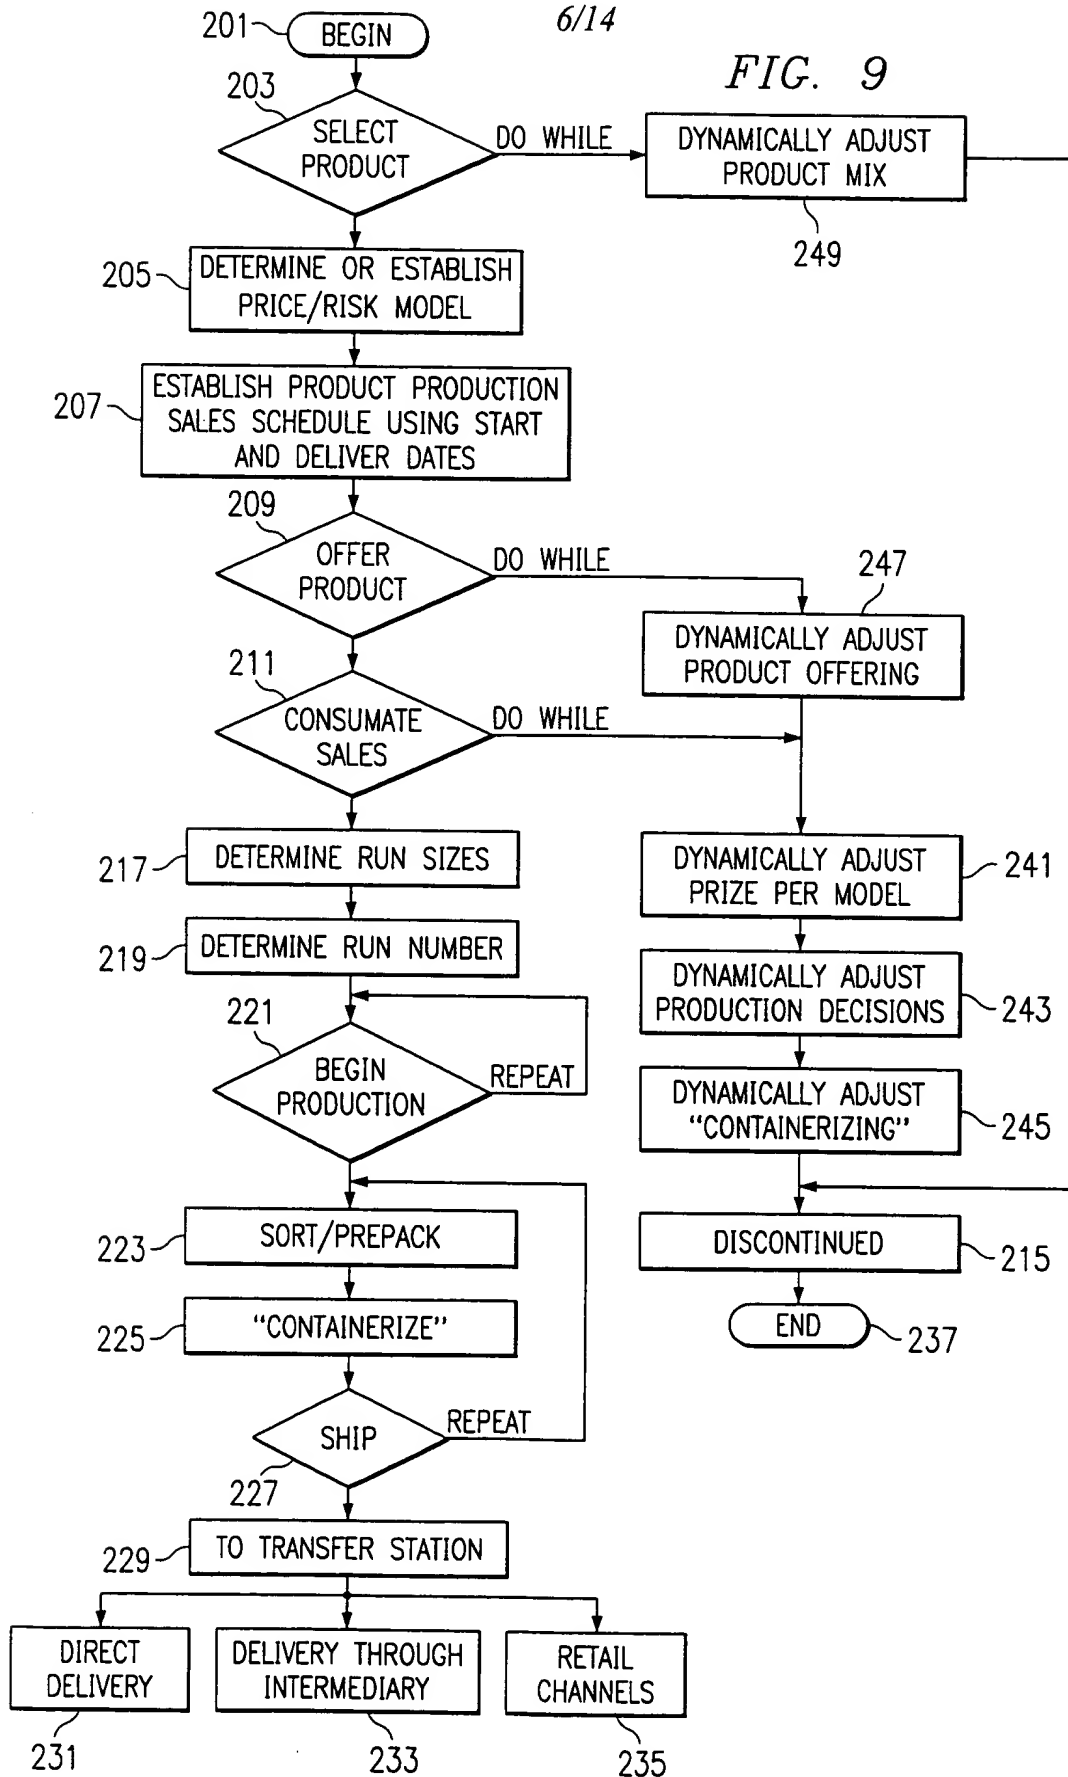 6/14
FIG. 9
201
BEGIN
203
SELECT
PRODUCT
DO WHILE
DYNAMICALLY ADJUST
PRODUCT MIX
249
205
DETERMINE OR ESTABLISH
PRICE/RISK MODEL
207
ESTABLISH PRODUCT PRODUCTION
SALES SCHEDULE USING START
AND DELIVER DATES
209
OFFER
PRODUCT
DO WHILE
247
DYNAMICALLY ADJUST
PRODUCT OFFERING
211
CONSUMATE
SALES
DO WHILE
217
DETERMINE RUN SIZES
DYNAMICALLY ADJUST
PRIZE PER MODEL
241
219
DETERMINE RUN NUMBER
DYNAMICALLY ADJUST
PRODUCTION DECISIONS
243
221
BEGIN
PRODUCTION
REPEAT
DYNAMICALLY ADJUST
"CONTAINERIZING"
245
223
SORT/PREPACK
DISCONTINUED
215
225
"CONTAINERIZE"
END
237
SHIP
REPEAT
227
229
TO TRANSFER STATION
DIRECT
DELIVERY
231
DELIVERY THROUGH
INTERMEDIARY
233
RETAIL
CHANNELS
235